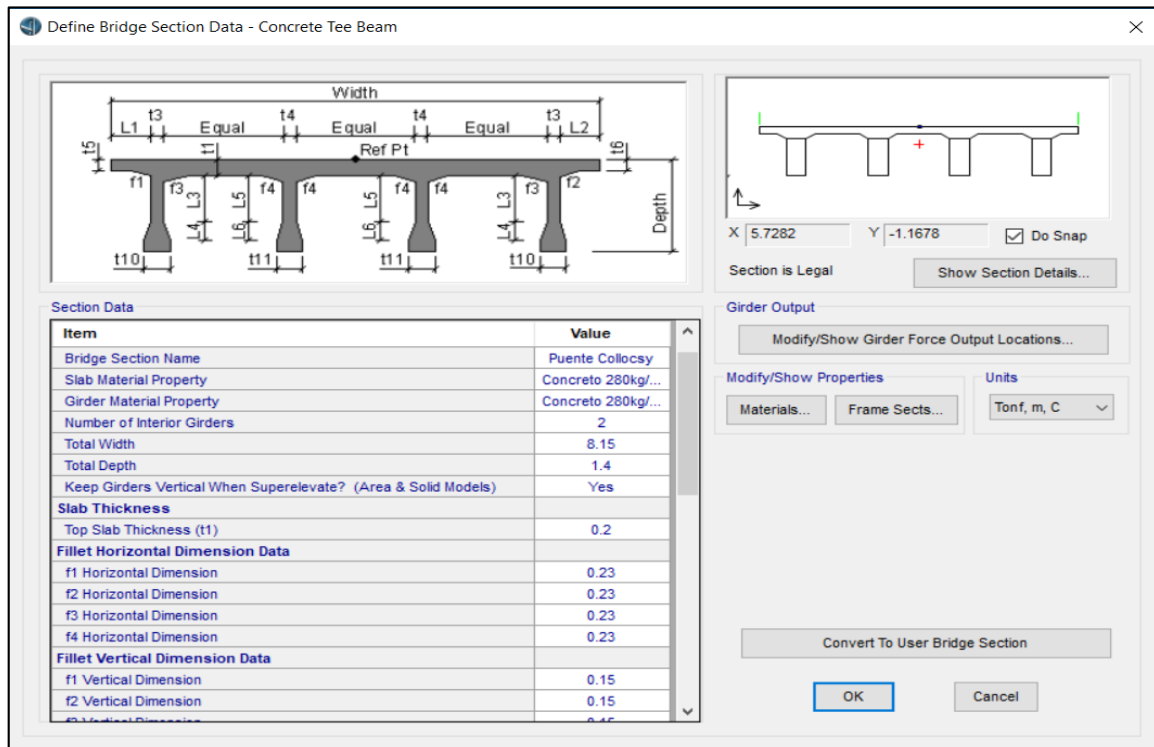 Define Bridge Section Data - Concrete Tee Beam
Width
L1 t3 Equal t4 Equal t4 Equal t3 L2
t5 t1 Ref Pt t6
f1 f3 f4 f4 f4 f4 f3 f2
L3 L5 L5 L3 Depth
L4 L6 L6 L4
t10 t11 t11 t10
X 5.7282 Y -1.1678 Do Snap
Section is Legal Show Section Details...
Section Data
Item Value
Bridge Section Name Puente Collocsy
Slab Material Property Concreto 280kg/...
Girder Material Property Concreto 280kg/...
Number of Interior Girders 2
Total Width 8.15
Total Depth 1.4
Keep Girders Vertical When Superelevate? (Area & Solid Models) Yes
Slab Thickness
Top Slab Thickness (t1) 0.2
Fillet Horizontal Dimension Data
f1 Horizontal Dimension 0.23
f2 Horizontal Dimension 0.23
f3 Horizontal Dimension 0.23
f4 Horizontal Dimension 0.23
Fillet Vertical Dimension Data
f1 Vertical Dimension 0.15
f2 Vertical Dimension 0.15
Girder Output
Modify/Show Girder Force Output Locations...
Modify/Show Properties
Materials... Frame Sects...
Units
Tonf, m, C
Convert To User Bridge Section
OK Cancel